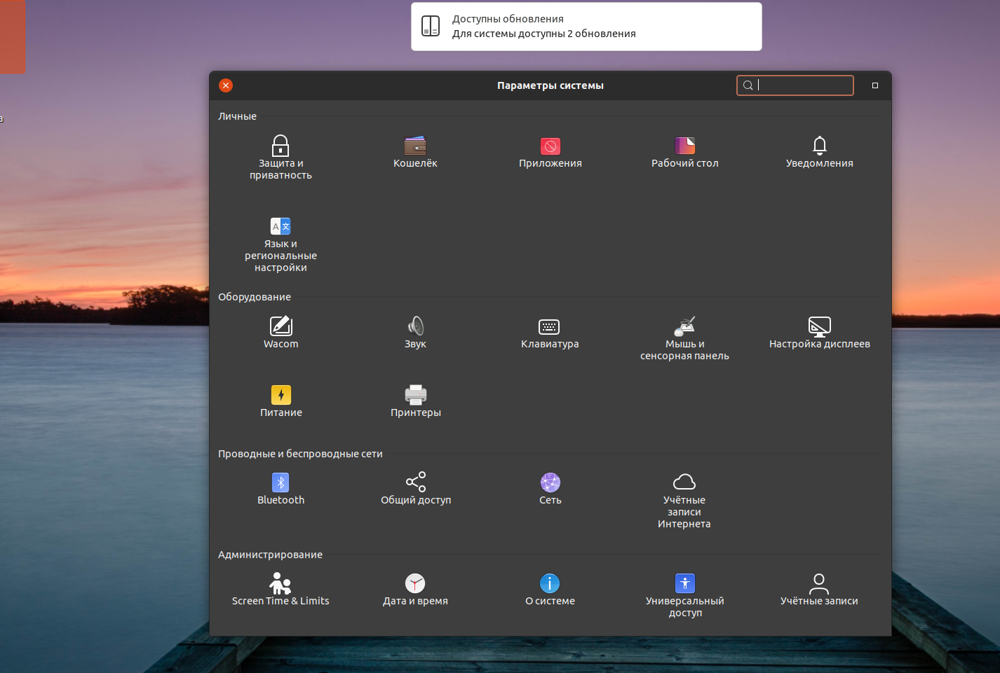 Доступны обновления
Для системы доступны 2 обновления
Параметры системы
Личные
Защита и
приватность
Кошелёк
Приложения
Рабочий стол
Уведомления
Язык и
региональные
настройки
Оборудование
Wacom
Звук
Клавиатура
Мышь и
сенсорная панель
Настройка дисплеев
Питание
Принтеры
Проводные и беспроводные сети
Bluetooth
Общий доступ
Сеть
Учётные
записи
Интернета
Администрирование
Screen Time & Limits
Дата и время
О системе
Универсальный
доступ
Учётные записи